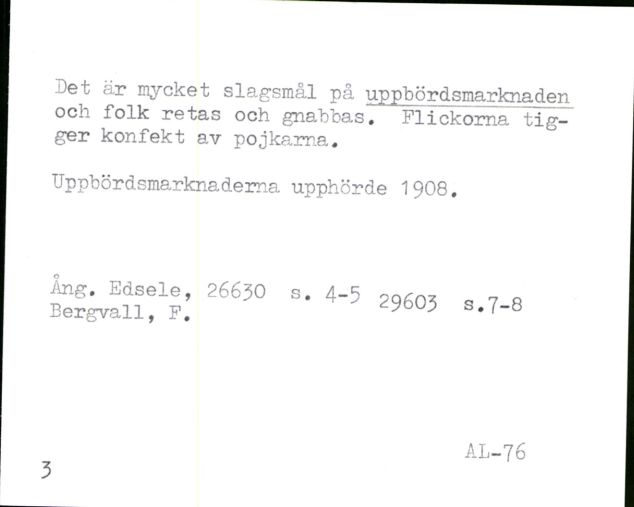 Det är mycket slagsmål på uppbördsmarknaden
och folk retas och gnabbas. Flickorna tig-
ger konfekt av pojkarna.
Uppbördsmarknaderna upphörde 1908.
Ång. Edsele, 26630 s. 4-5 29603 s.7-8
Bergvall, F.
AL-76
3